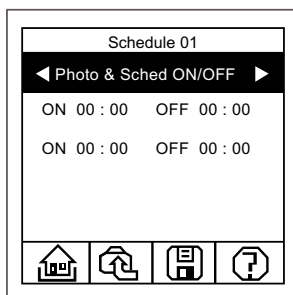 Schedule 01
Photo & Sched ON/OFF
ON 00 : 00 OFF 00 : 00
ON 00 : 00 OFF 00 : 00